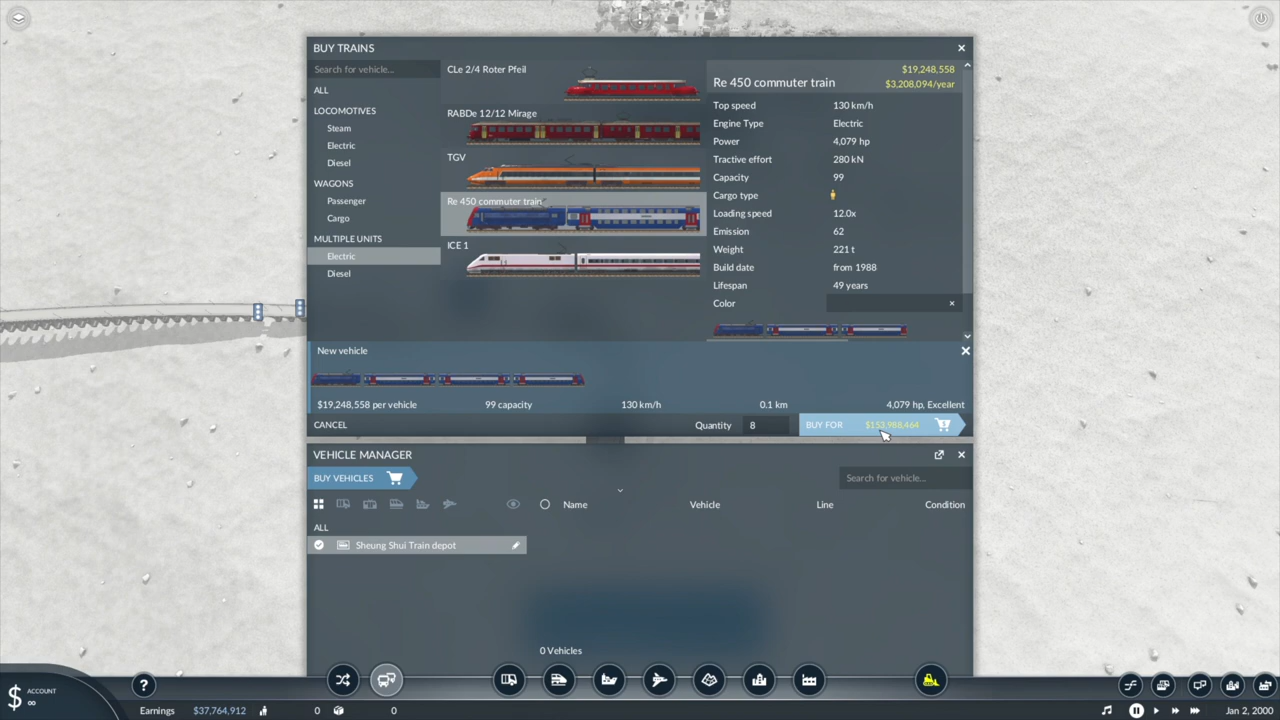 BUY TRAINS
Search for vehicle...
ALL
LOCOMOTIVES
Steam
Electric
Diesel
WAGONS
Passenger
Cargo
MULTIPLE UNITS
Electric
Diesel
CLe 2/4 Roter Pfeil
RABDe 12/12 Mirage
TGV
Re 450 commuter train
ICE 1
$19,248,558
Re 450 commuter train
$3,208,094/year
Top speed 130 km/h
Engine Type Electric
Power 4,079 hp
Tractive effort 280 kN
Capacity 99
Cargo type
Loading speed 12.0x
Emission 62
Weight 221 t
Build date from 1988
Lifespan 49 years
Color
New vehicle
$19,248,558 per vehicle 99 capacity 130 km/h 0.1 km 4,079 hp, Excellent
CANCEL Quantity 8 BUY FOR $153,988,464
VEHICLE MANAGER
BUY VEHICLES Search for vehicle...
Name Vehicle Line Condition
ALL
Sheung Shui Train depot
0 Vehicles
$ ACCOUNT
∞
?
Earnings $37,764,912 0 0 Jan 2, 2000